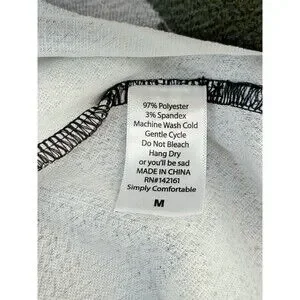 97% Polyester
3% Spandex
Machine Wash Cold
Gentle Cycle
Do Not Bleach
Hang Dry
or you'll be sad
MADE IN CHINA
RN#142161
Simply Comfortable
M